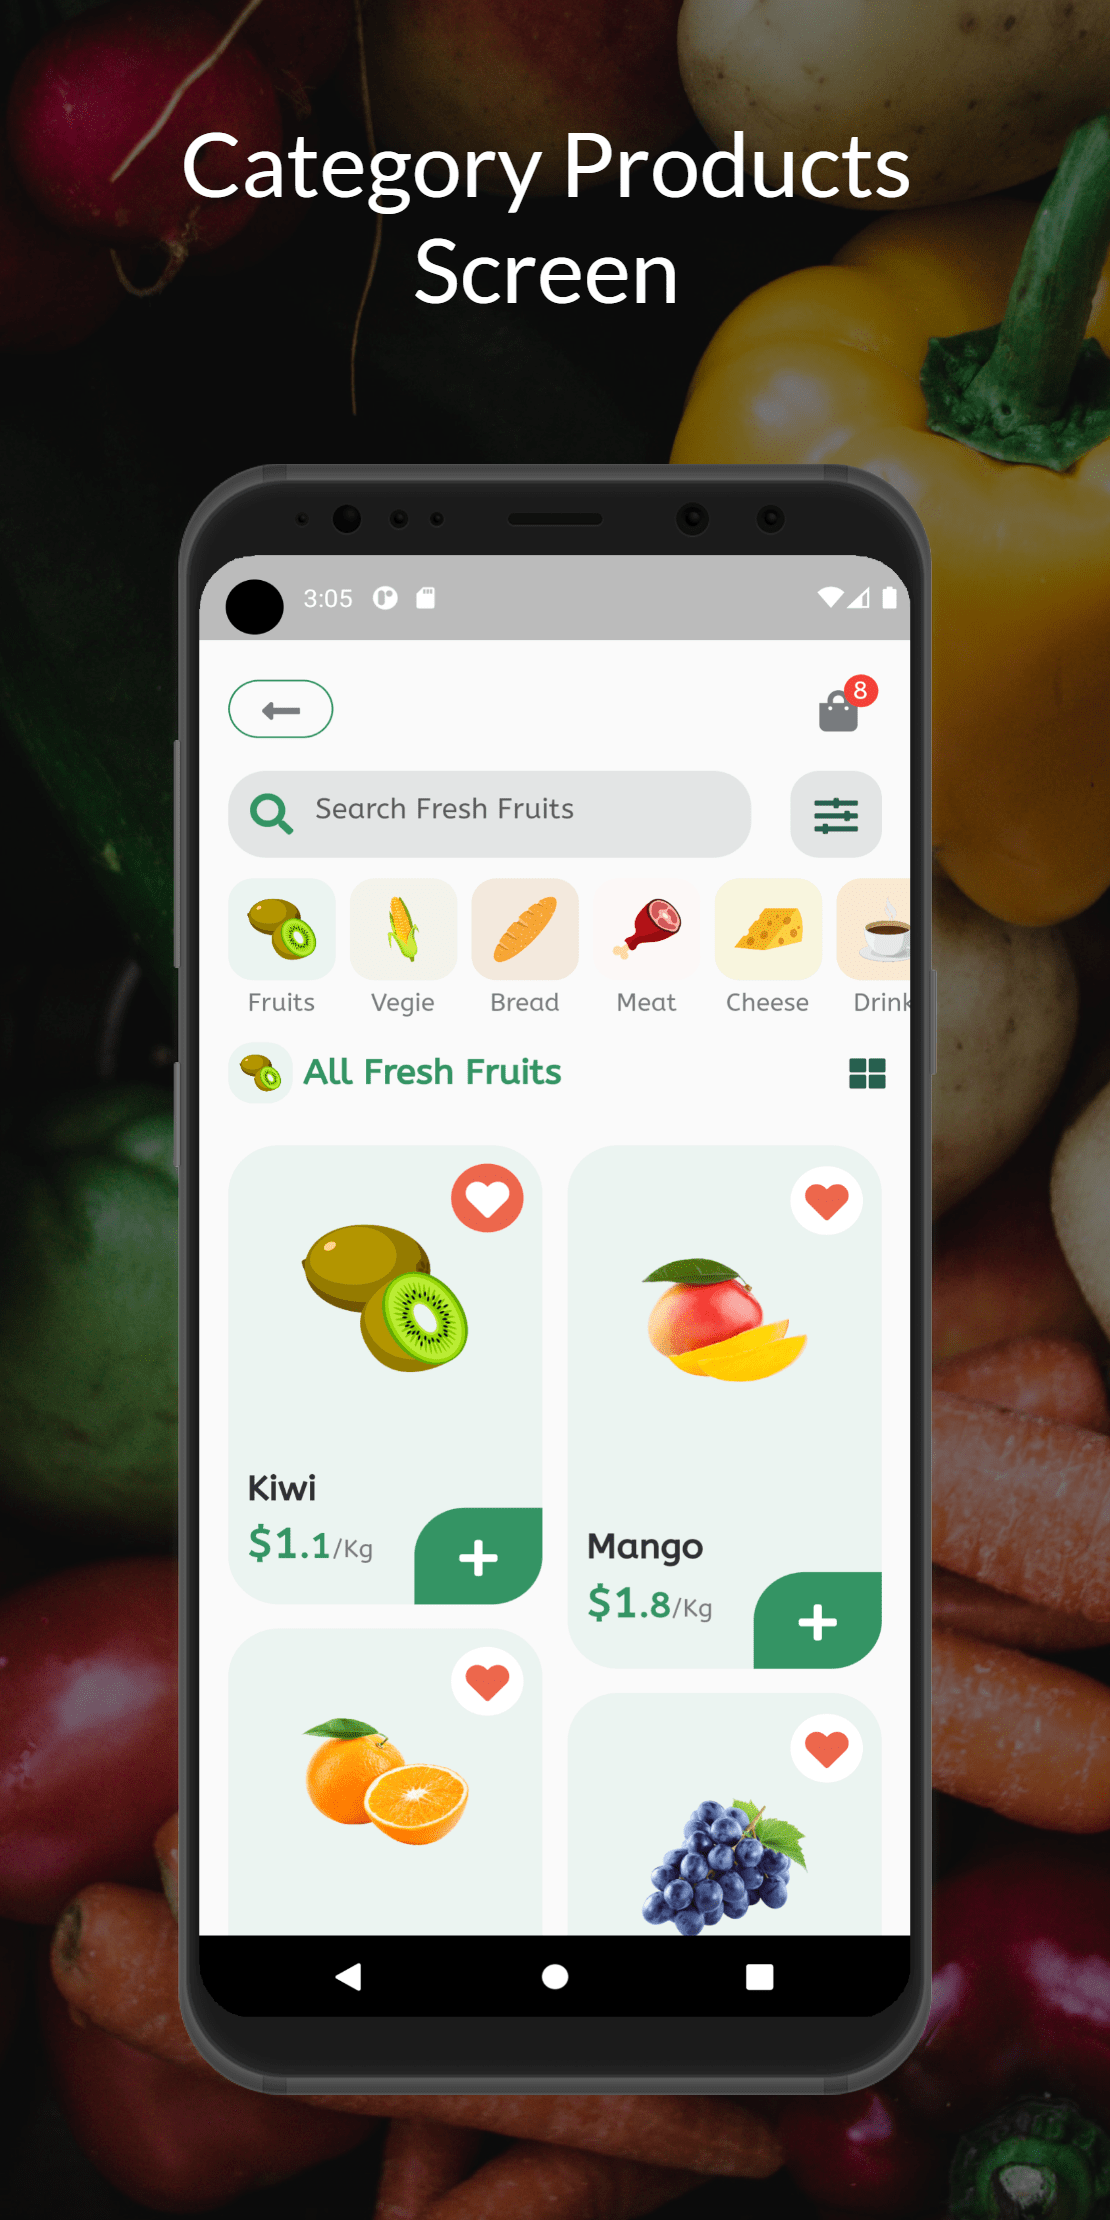 Category Products
Screen
3:05
8
Search Fresh Fruits
Fruits Vegie Bread Meat Cheese Drink
All Fresh Fruits
Kiwi
$1.1/Kg
Mango
$1.8/Kg